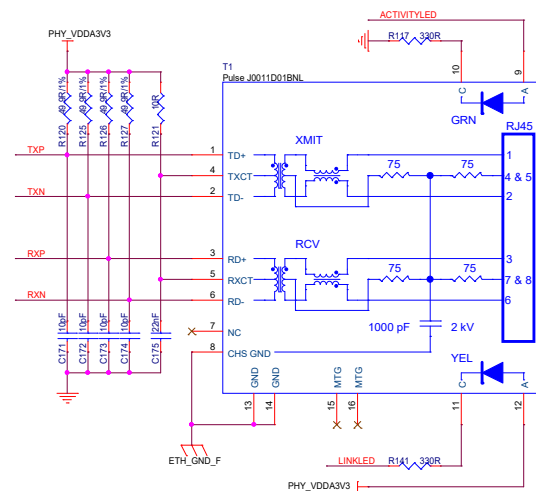 ACTIVITYLED
PHY_VDDA3V3
R117 330R
T1
Pulse J0011D01BNL
10
9
C
A
GRN
RJ45
R120 49.9R/1%
R125 49.9R/1%
R126 49.9R/1%
R127 49.9R/1%
R121 10R
XMIT
TXP
1
TD+
75
75
1
4
TXCT
4 & 5
TXN
2
TD-
2
RCV
RXP
3
RD+
75
75
3
5
RXCT
7 & 8
RXN
6
RD-
6
C171 10pF
C172 10pF
C173 10pF
C174 10pF
C175 22nF
7
NC
1000 pF
2 kV
8
CHS GND
YEL
GND
GND
MTG
MTG
C
A
13
14
15
16
11
12
ETH_GND_F
LINKLED
R141 330R
PHY_VDDA3V3